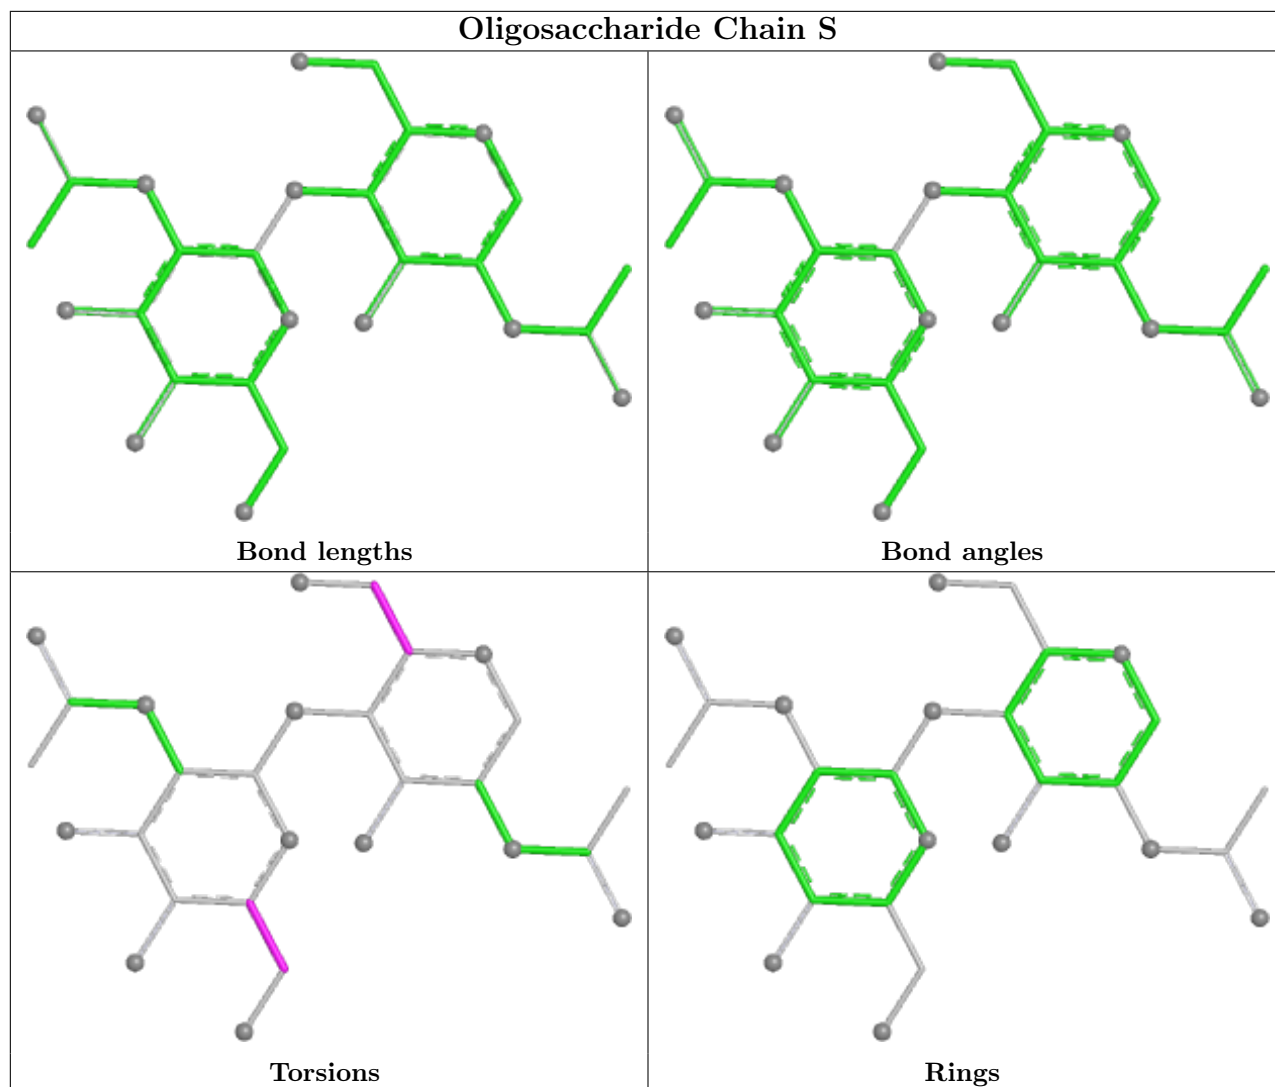 Oligosaccharide Chain S
Bond lengths
Bond angles
Torsions
Rings